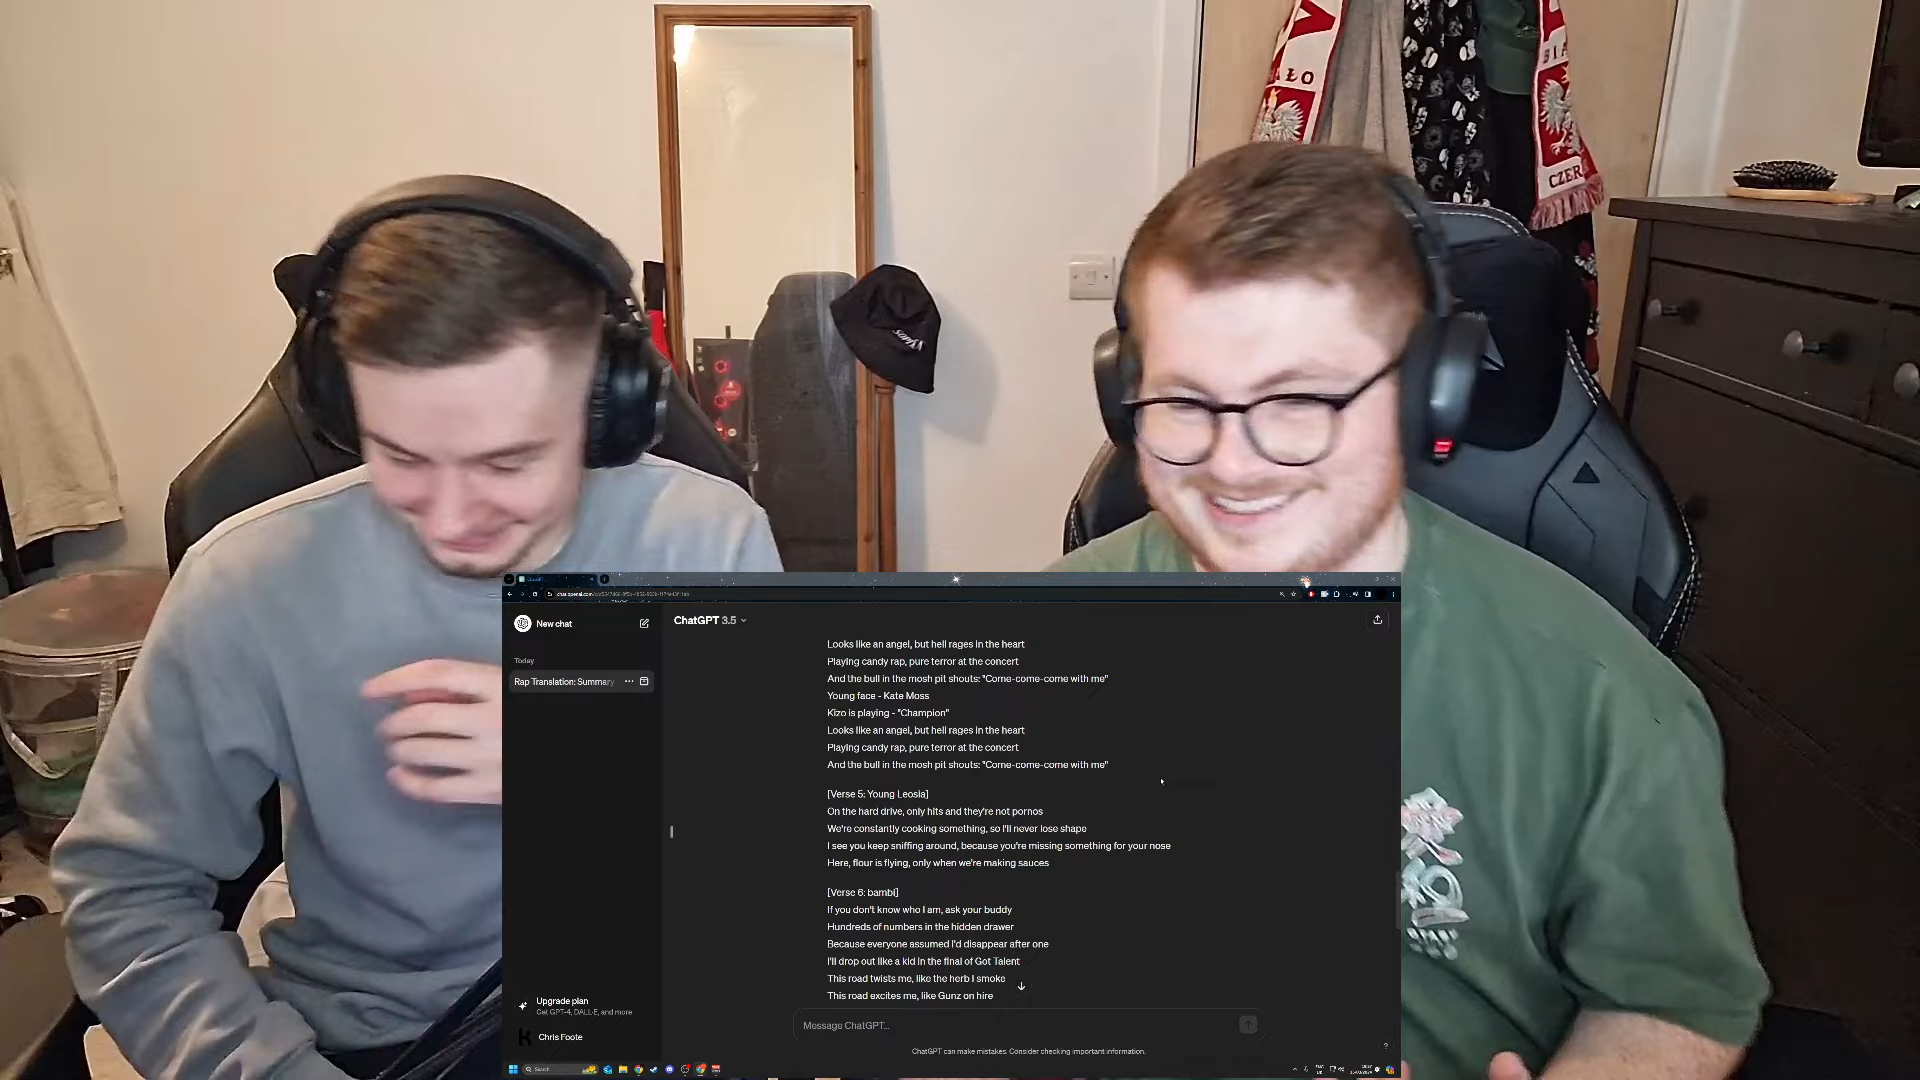 AŁO
BIA
CZER
New chat
Today
Rap Translation: Summary
ChatGPT 3.5
Looks like an angel, but hell rages in the heart
Playing candy rap, pure terror at the concert
And the bull in the mosh pit shouts: "Come-come-come with me"
Young face - Kate Moss
Kizo is playing - "Champion"
Looks like an angel, but hell rages in the heart
Playing candy rap, pure terror at the concert
And the bull in the mosh pit shouts: "Come-come-come with me"
[Verse 5: Young Leosia]
On the hard drive, only hits and they're not pornos
We're constantly cooking something, so I'll never lose shape
I see you keep sniffing around, because you're missing something for your nose
Here, flour is flying, only when we're making sauces
[Verse 6: bambi]
If you don't know who I am, ask your buddy
Hundreds of numbers in the hidden drawer
Because everyone assumed I'd disappear after one
I'll drop out like a kid in the final of Got Talent
This road twists me, like the herb I smoke
This road excites me, like Gunz on hire
Upgrade plan
Get GPT-4, DALL·E, and more
Chris Foote
Message ChatGPT...
ChatGPT can make mistakes. Consider checking important information.
?
Search